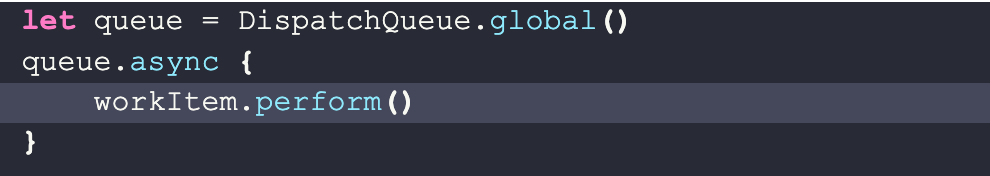 let queue = DispatchQueue.global()
queue.async {
    workItem.perform()
}